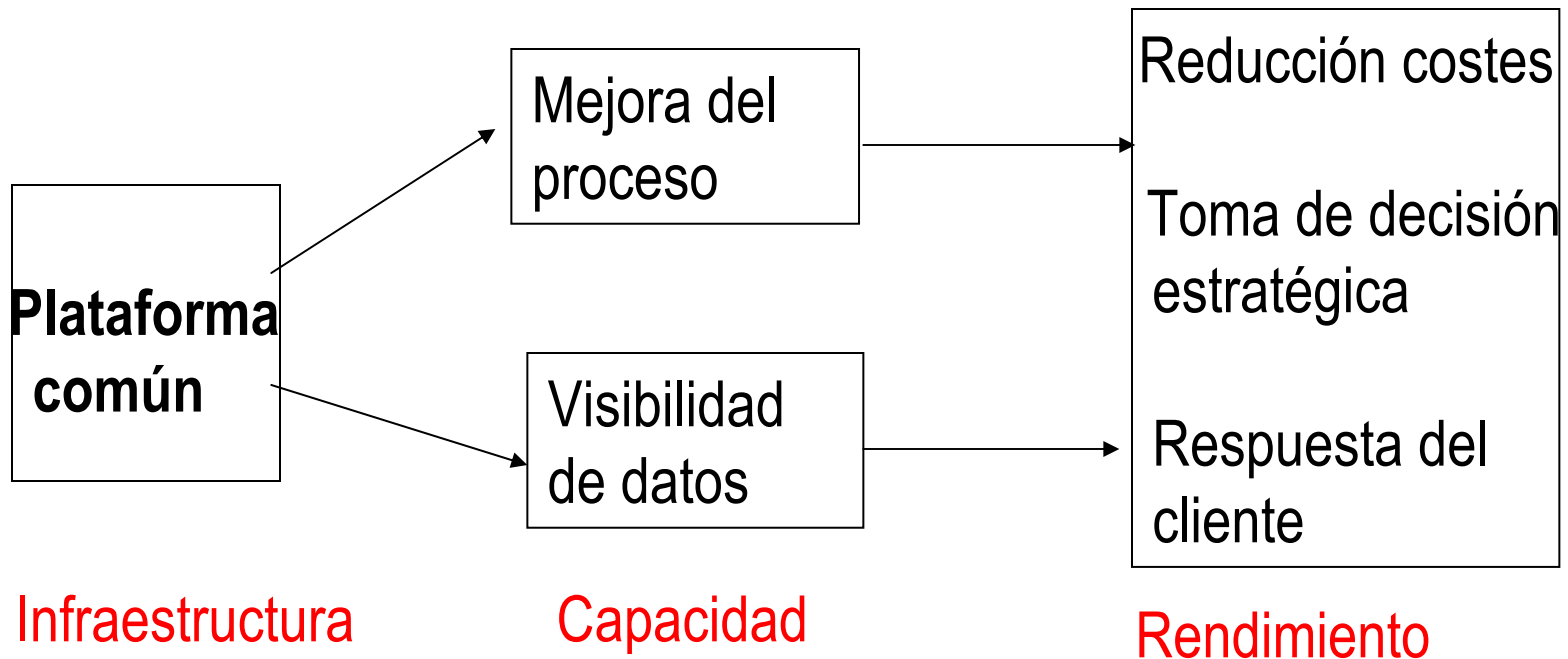 Plataforma
común
Mejora del
proceso
Visibilidad
de datos
Reducción costes
Toma de decisión
estratégica
Respuesta del
cliente
Infraestructura
Capacidad
Rendimiento